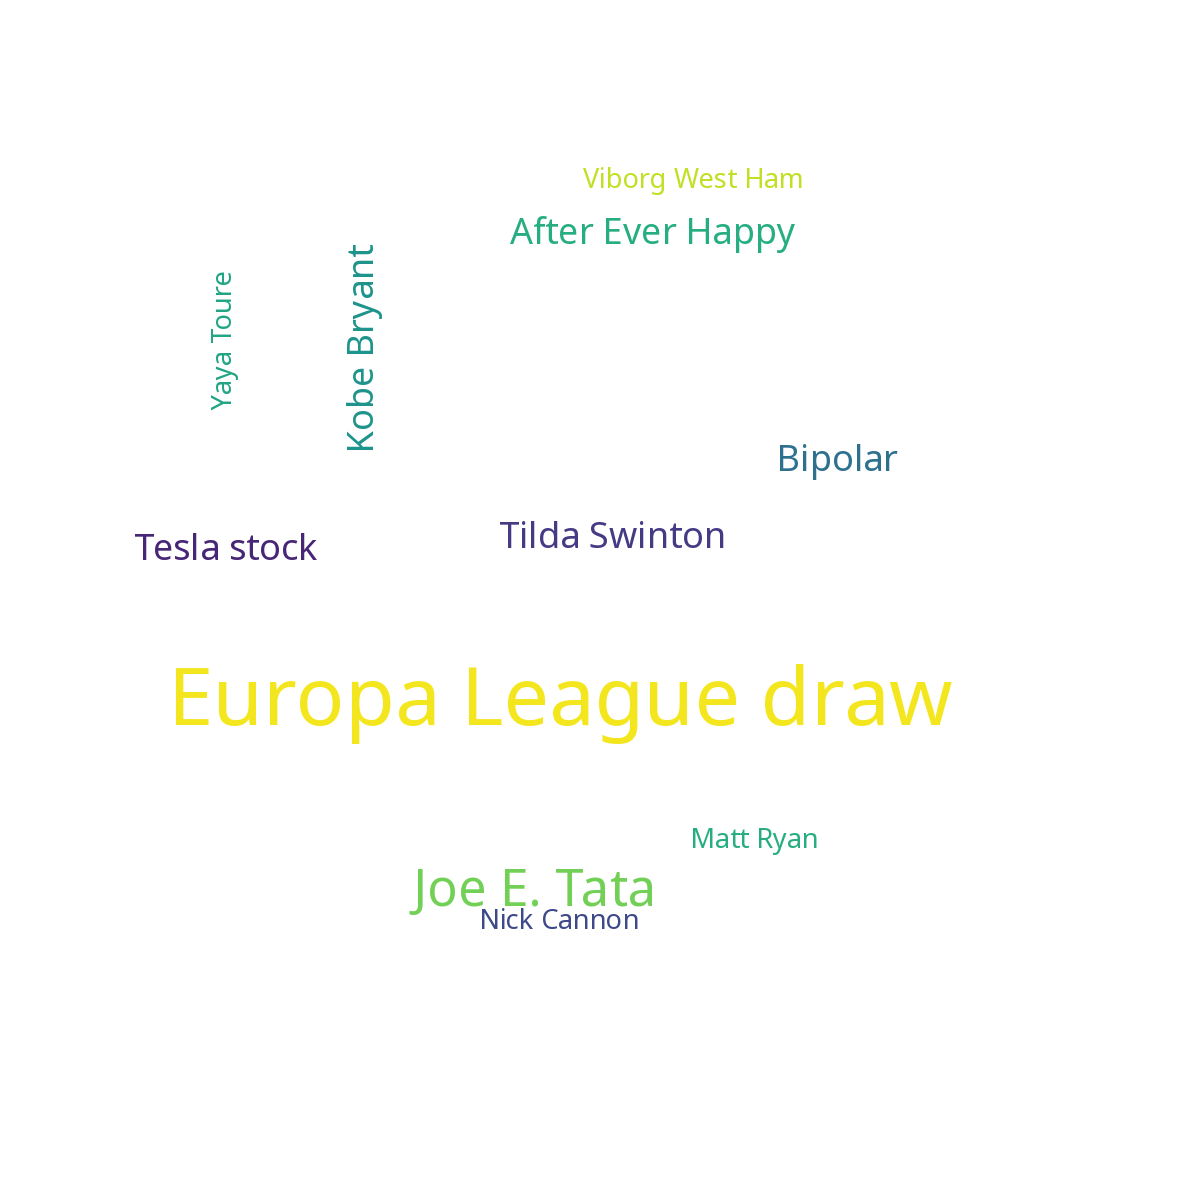 Viborg West Ham
After Ever Happy
Yaya Toure
Kobe Bryant
Bipolar
Tilda Swinton
Tesla stock
Europa League draw
Matt Ryan
Joe E. Tata
Nick Cannon